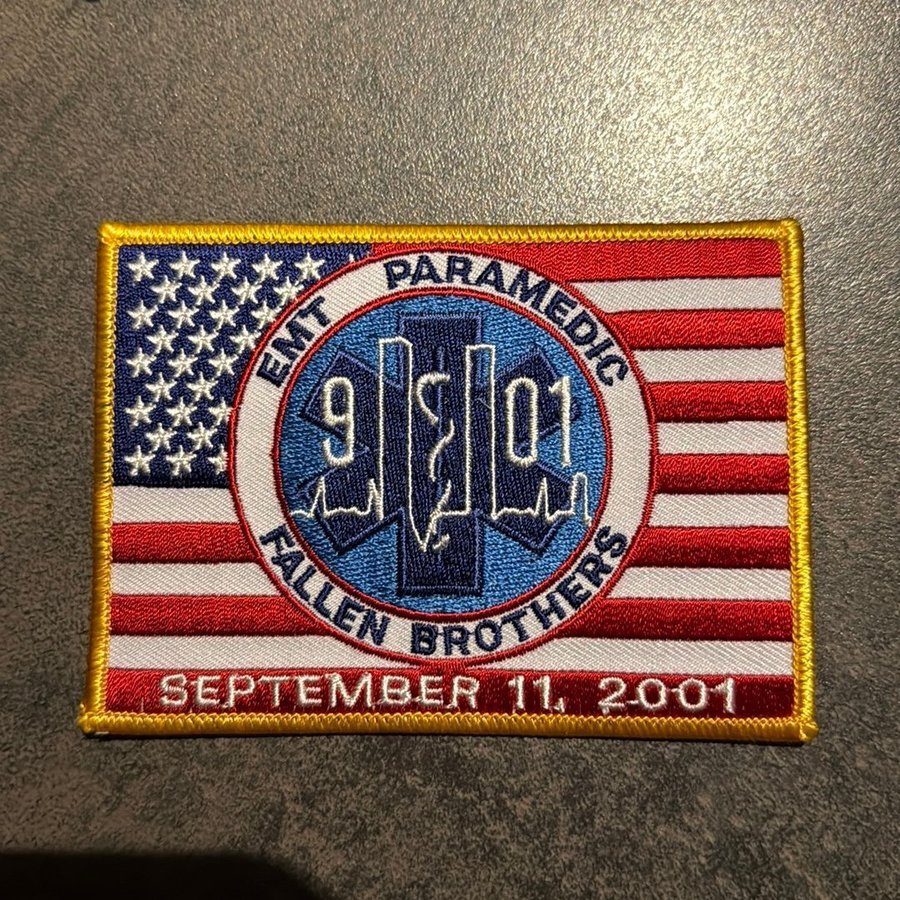 EMT PARAMEDIC
9 01
FALLEN BROTHERS
SEPTEMBER 11, 2001